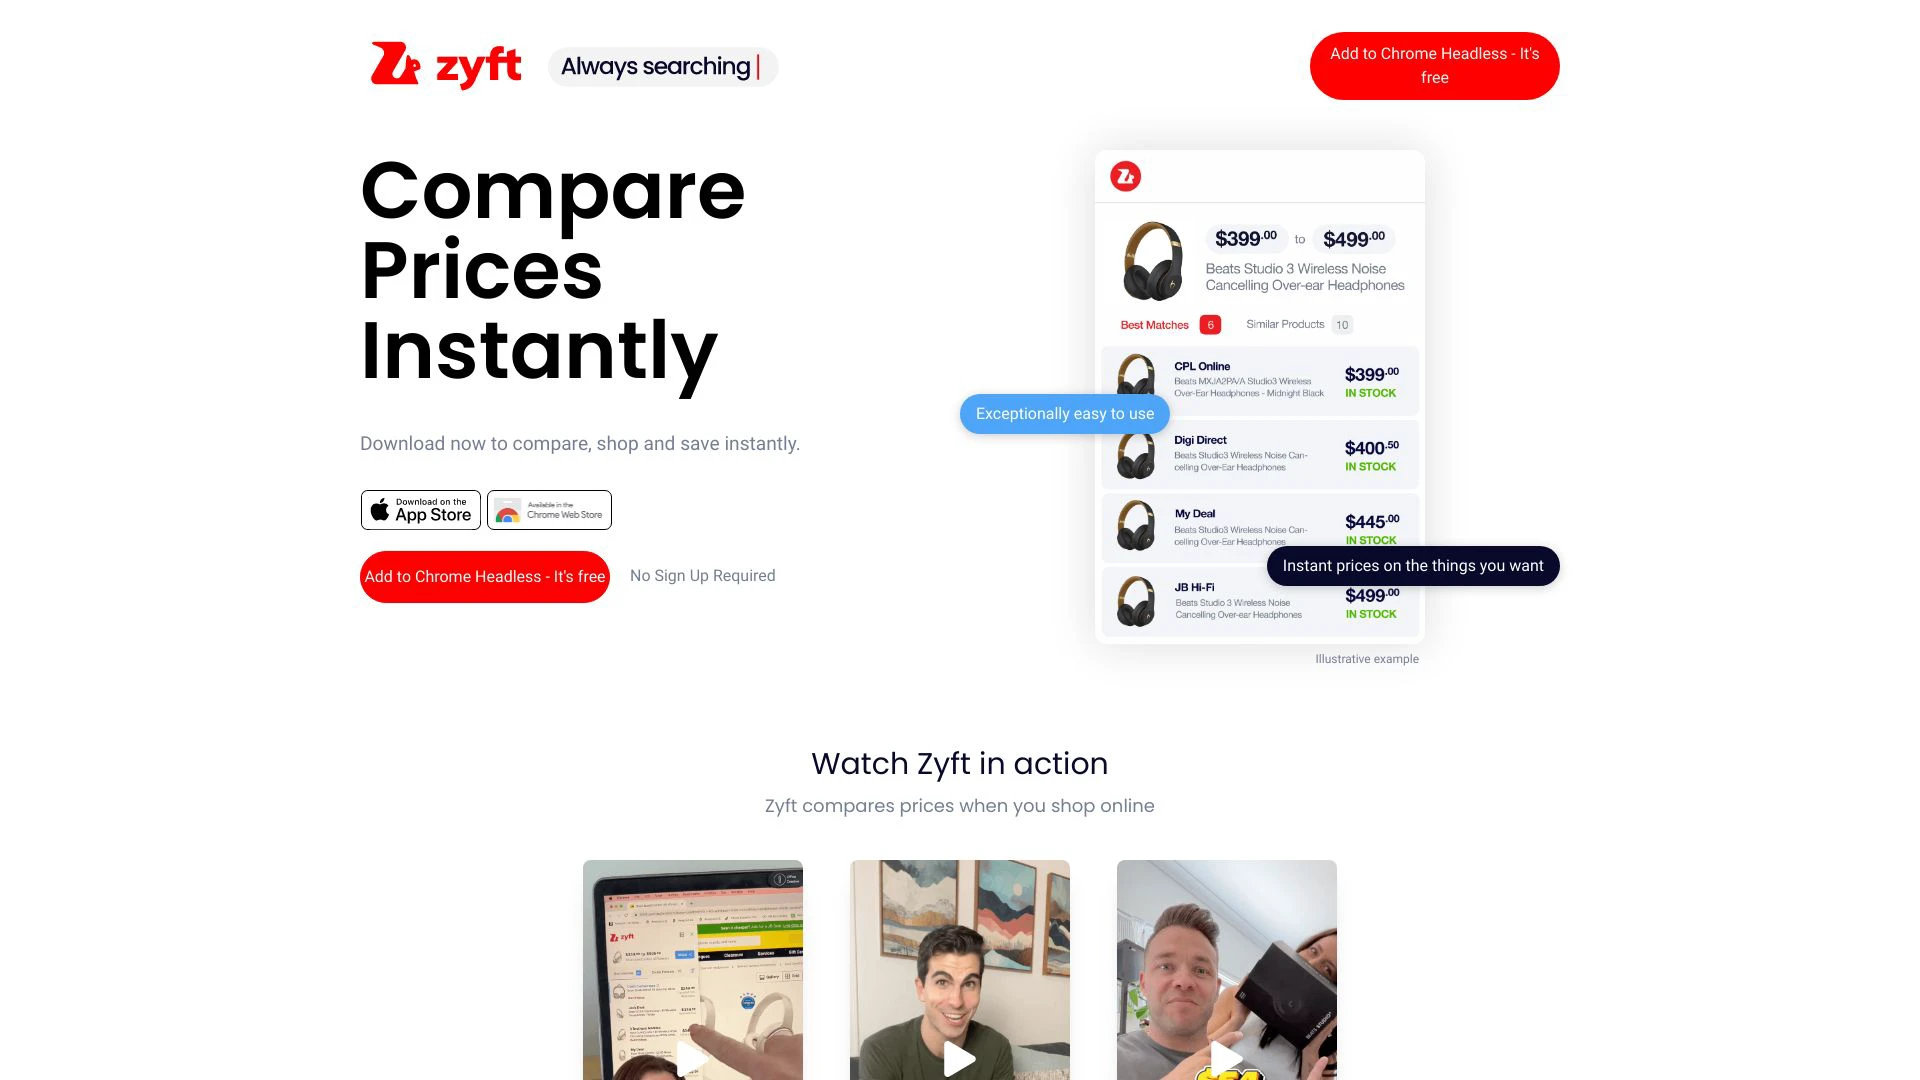 zyft
Always searching
Add to Chrome Headless - It's
free
Compare
Prices
Instantly
Download now to compare, shop and save instantly.
Download on the
App Store
Available in the
Chrome Web Store
Add to Chrome Headless - It's free
No Sign Up Required
$399.00 to $499.00
Beats Studio 3 Wireless Noise
Cancelling Over-ear Headphones
Best Matches 6
Similar Products 10
CPL Online
Beats MXJA2PA/A Studio3 Wireless
Over-Ear Headphones - Midnight Black
$399.00
IN STOCK
Exceptionally easy to use
Digi Direct
Beats Studio3 Wireless Noise Can-
celling Over-Ear Headphones
$400.50
IN STOCK
My Deal
Beats Studio3 Wireless Noise Can-
celling Over-Ear Headphones
$445.00
IN STOCK
Instant prices on the things you want
JB Hi-Fi
Beats Studio 3 Wireless Noise
Cancelling Over-ear Headphones
$499.00
IN STOCK
Illustrative example
Watch Zyft in action
Zyft compares prices when you shop online
zyft